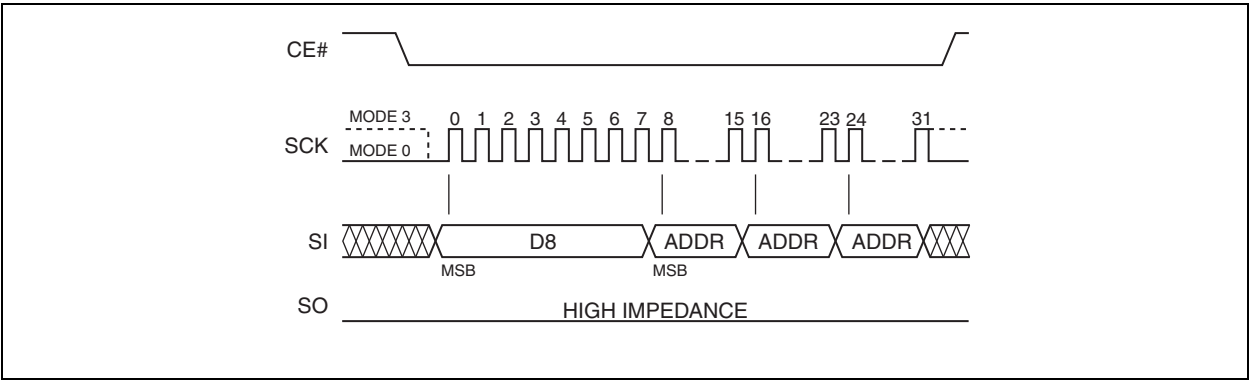 CE#
MODE 3 0 1 2 3 4 5 6 7 8 15 16 23 24 31
SCK MODE 0
SI D8 ADDR ADDR ADDR
MSB MSB
SO HIGH IMPEDANCE